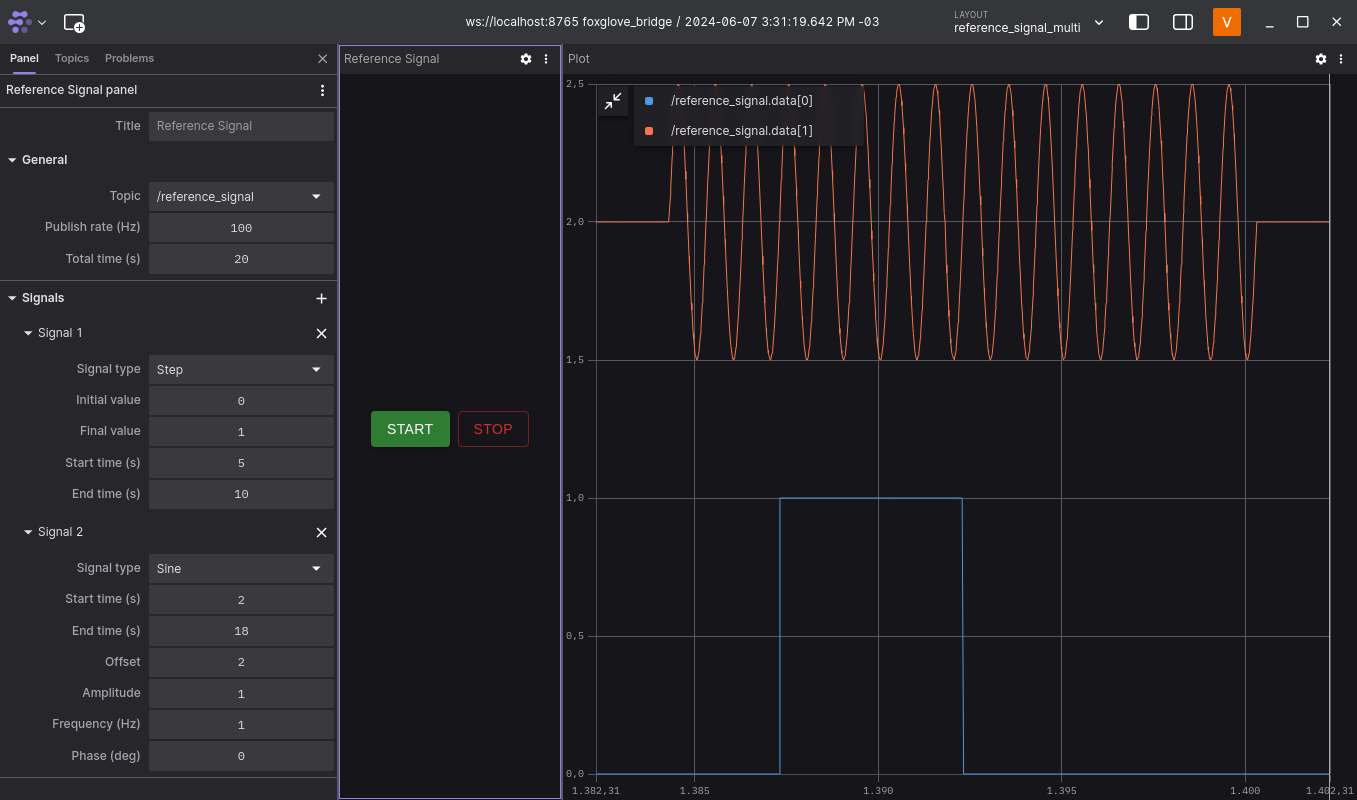 ws://localhost:8765 foxglove_bridge / 2024-06-07 3:31:19.642 PM -03
LAYOUT
reference_signal_multi
V
Panel Topics Problems
Reference Signal panel
Title Reference Signal
General
Topic /reference_signal
Publish rate (Hz) 100
Total time (s) 20
Signals
Signal 1
Signal type Step
Initial value 0
Final value 1
Start time (s) 5
End time (s) 10
Signal 2
Signal type Sine
Start time (s) 2
End time (s) 18
Offset 2
Amplitude 1
Frequency (Hz) 1
Phase (deg) 0
Reference Signal
START STOP
Plot
/reference_signal.data[0]
/reference_signal.data[1]
2,5
2,0
1,5
1,0
0,5
0,0
1.382,31 1.385 1.390 1.395 1.400 1.402,31